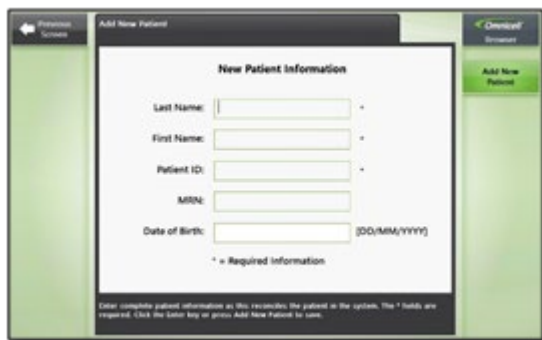 Previous
Screen
Add New Patient
Omnicell
Browser
Add New
Patient
New Patient Information
Last Name: *
First Name: *
Patient ID: *
MRN:
Date of Birth: [DD/MM/YYYY]
* = Required Information
Enter complete patient information as this reconciles the patient in the system. The * fields are
required. Click the Enter key or press Add New Patient to save.